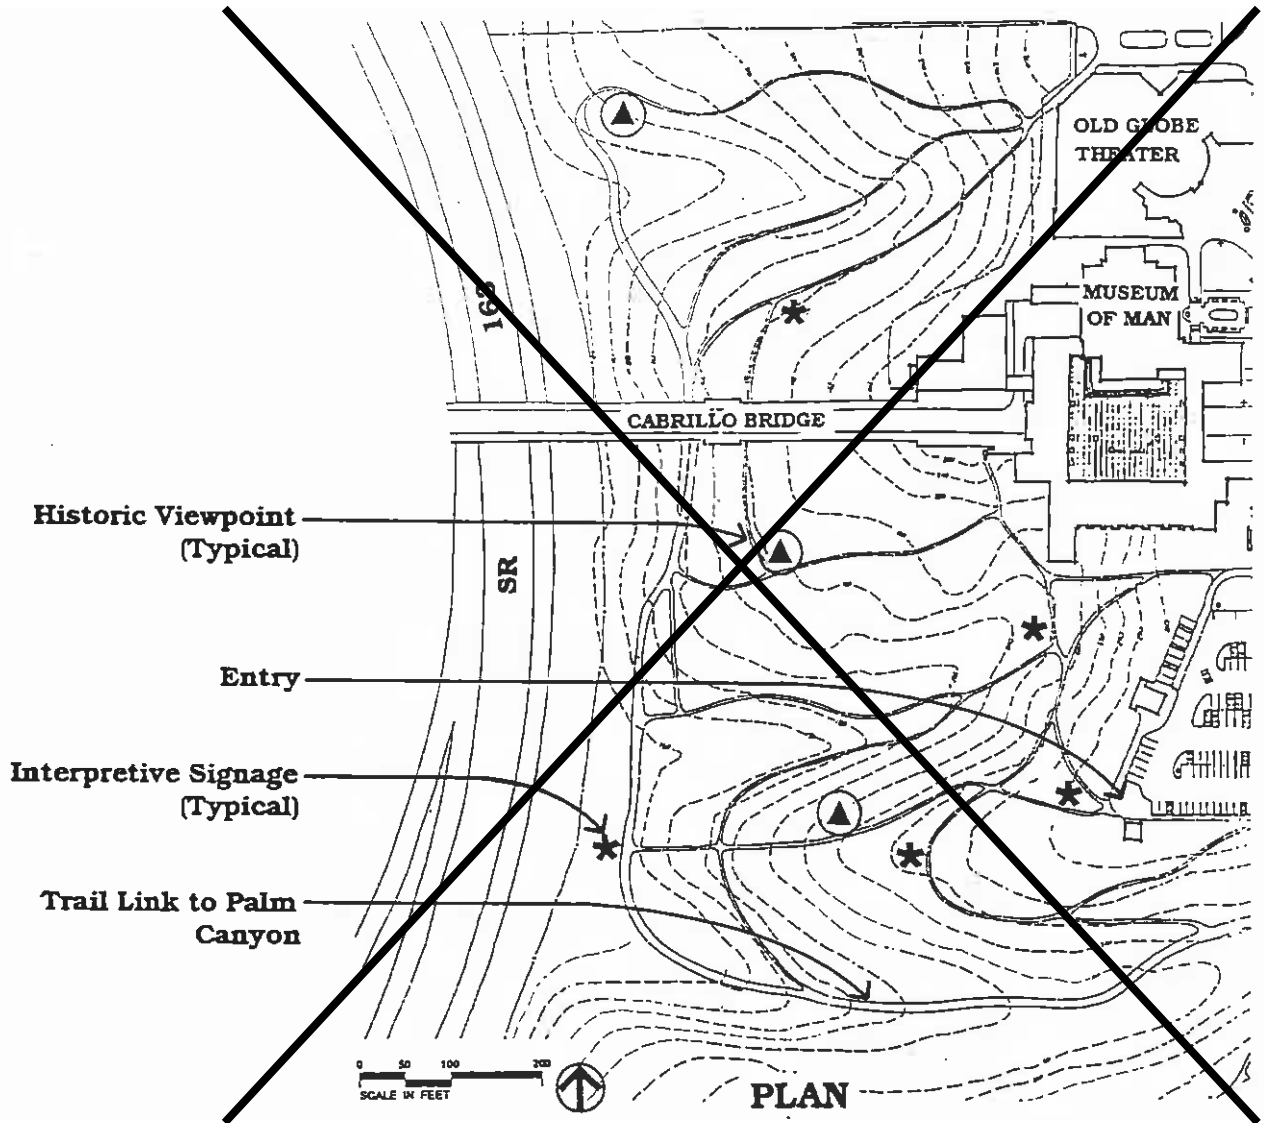 OLD GLOBE
THEATER
MUSEUM
OF MAN
163
CABRILLO BRIDGE
Historic Viewpoint
(Typical)
SR
Entry
Interpretive Signage
(Typical)
Trail Link to Palm
Canyon
0 50 100 200
SCALE IN FEET
PLAN